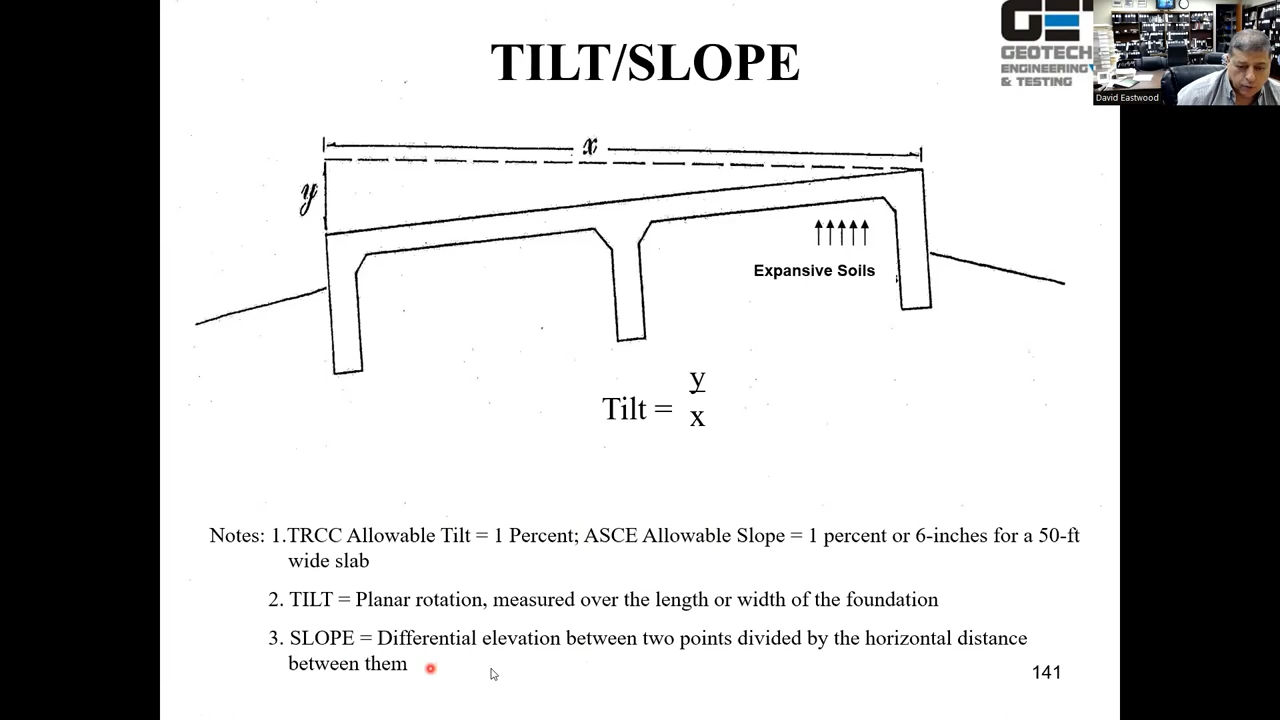 TILT/SLOPE
GEOTECH
ENGINEERING
& TESTING
David Eastwood
x
y
Expansive Soils
Tilt = y
x
Notes: 1.TRCC Allowable Tilt = 1 Percent; ASCE Allowable Slope = 1 percent or 6-inches for a 50-ft
wide slab
2. TILT = Planar rotation, measured over the length or width of the foundation
3. SLOPE = Differential elevation between two points divided by the horizontal distance
between them
141